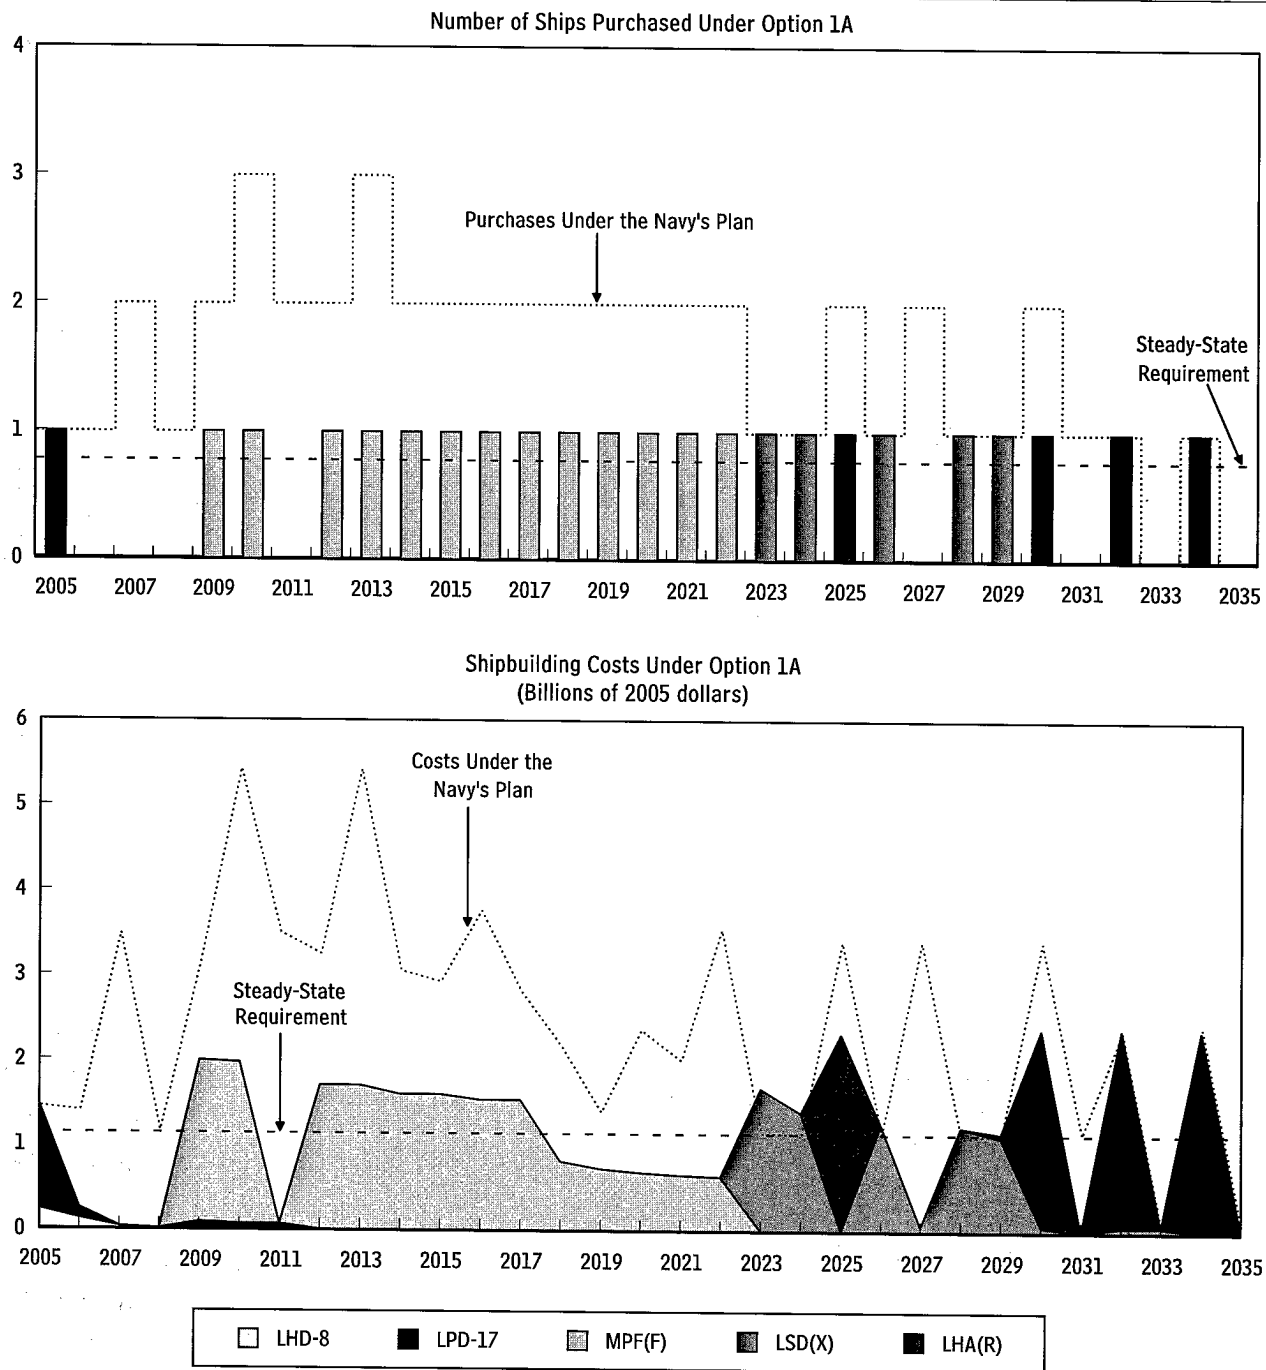 Number of Ships Purchased Under Option 1A
4
3
Purchases Under the Navy's Plan
2
Steady-State
Requirement
1
0
2005 2007 2009 2011 2013 2015 2017 2019 2021 2023 2025 2027 2029 2031 2033 2035
Shipbuilding Costs Under Option 1A
(Billions of 2005 dollars)
6
Costs Under the
Navy's Plan
5
4
3
Steady-State
Requirement
2
1
0
2005 2007 2009 2011 2013 2015 2017 2019 2021 2023 2025 2027 2029 2031 2033 2035
LHD-8 LPD-17 MPF(F) LSD(X) LHA(R)